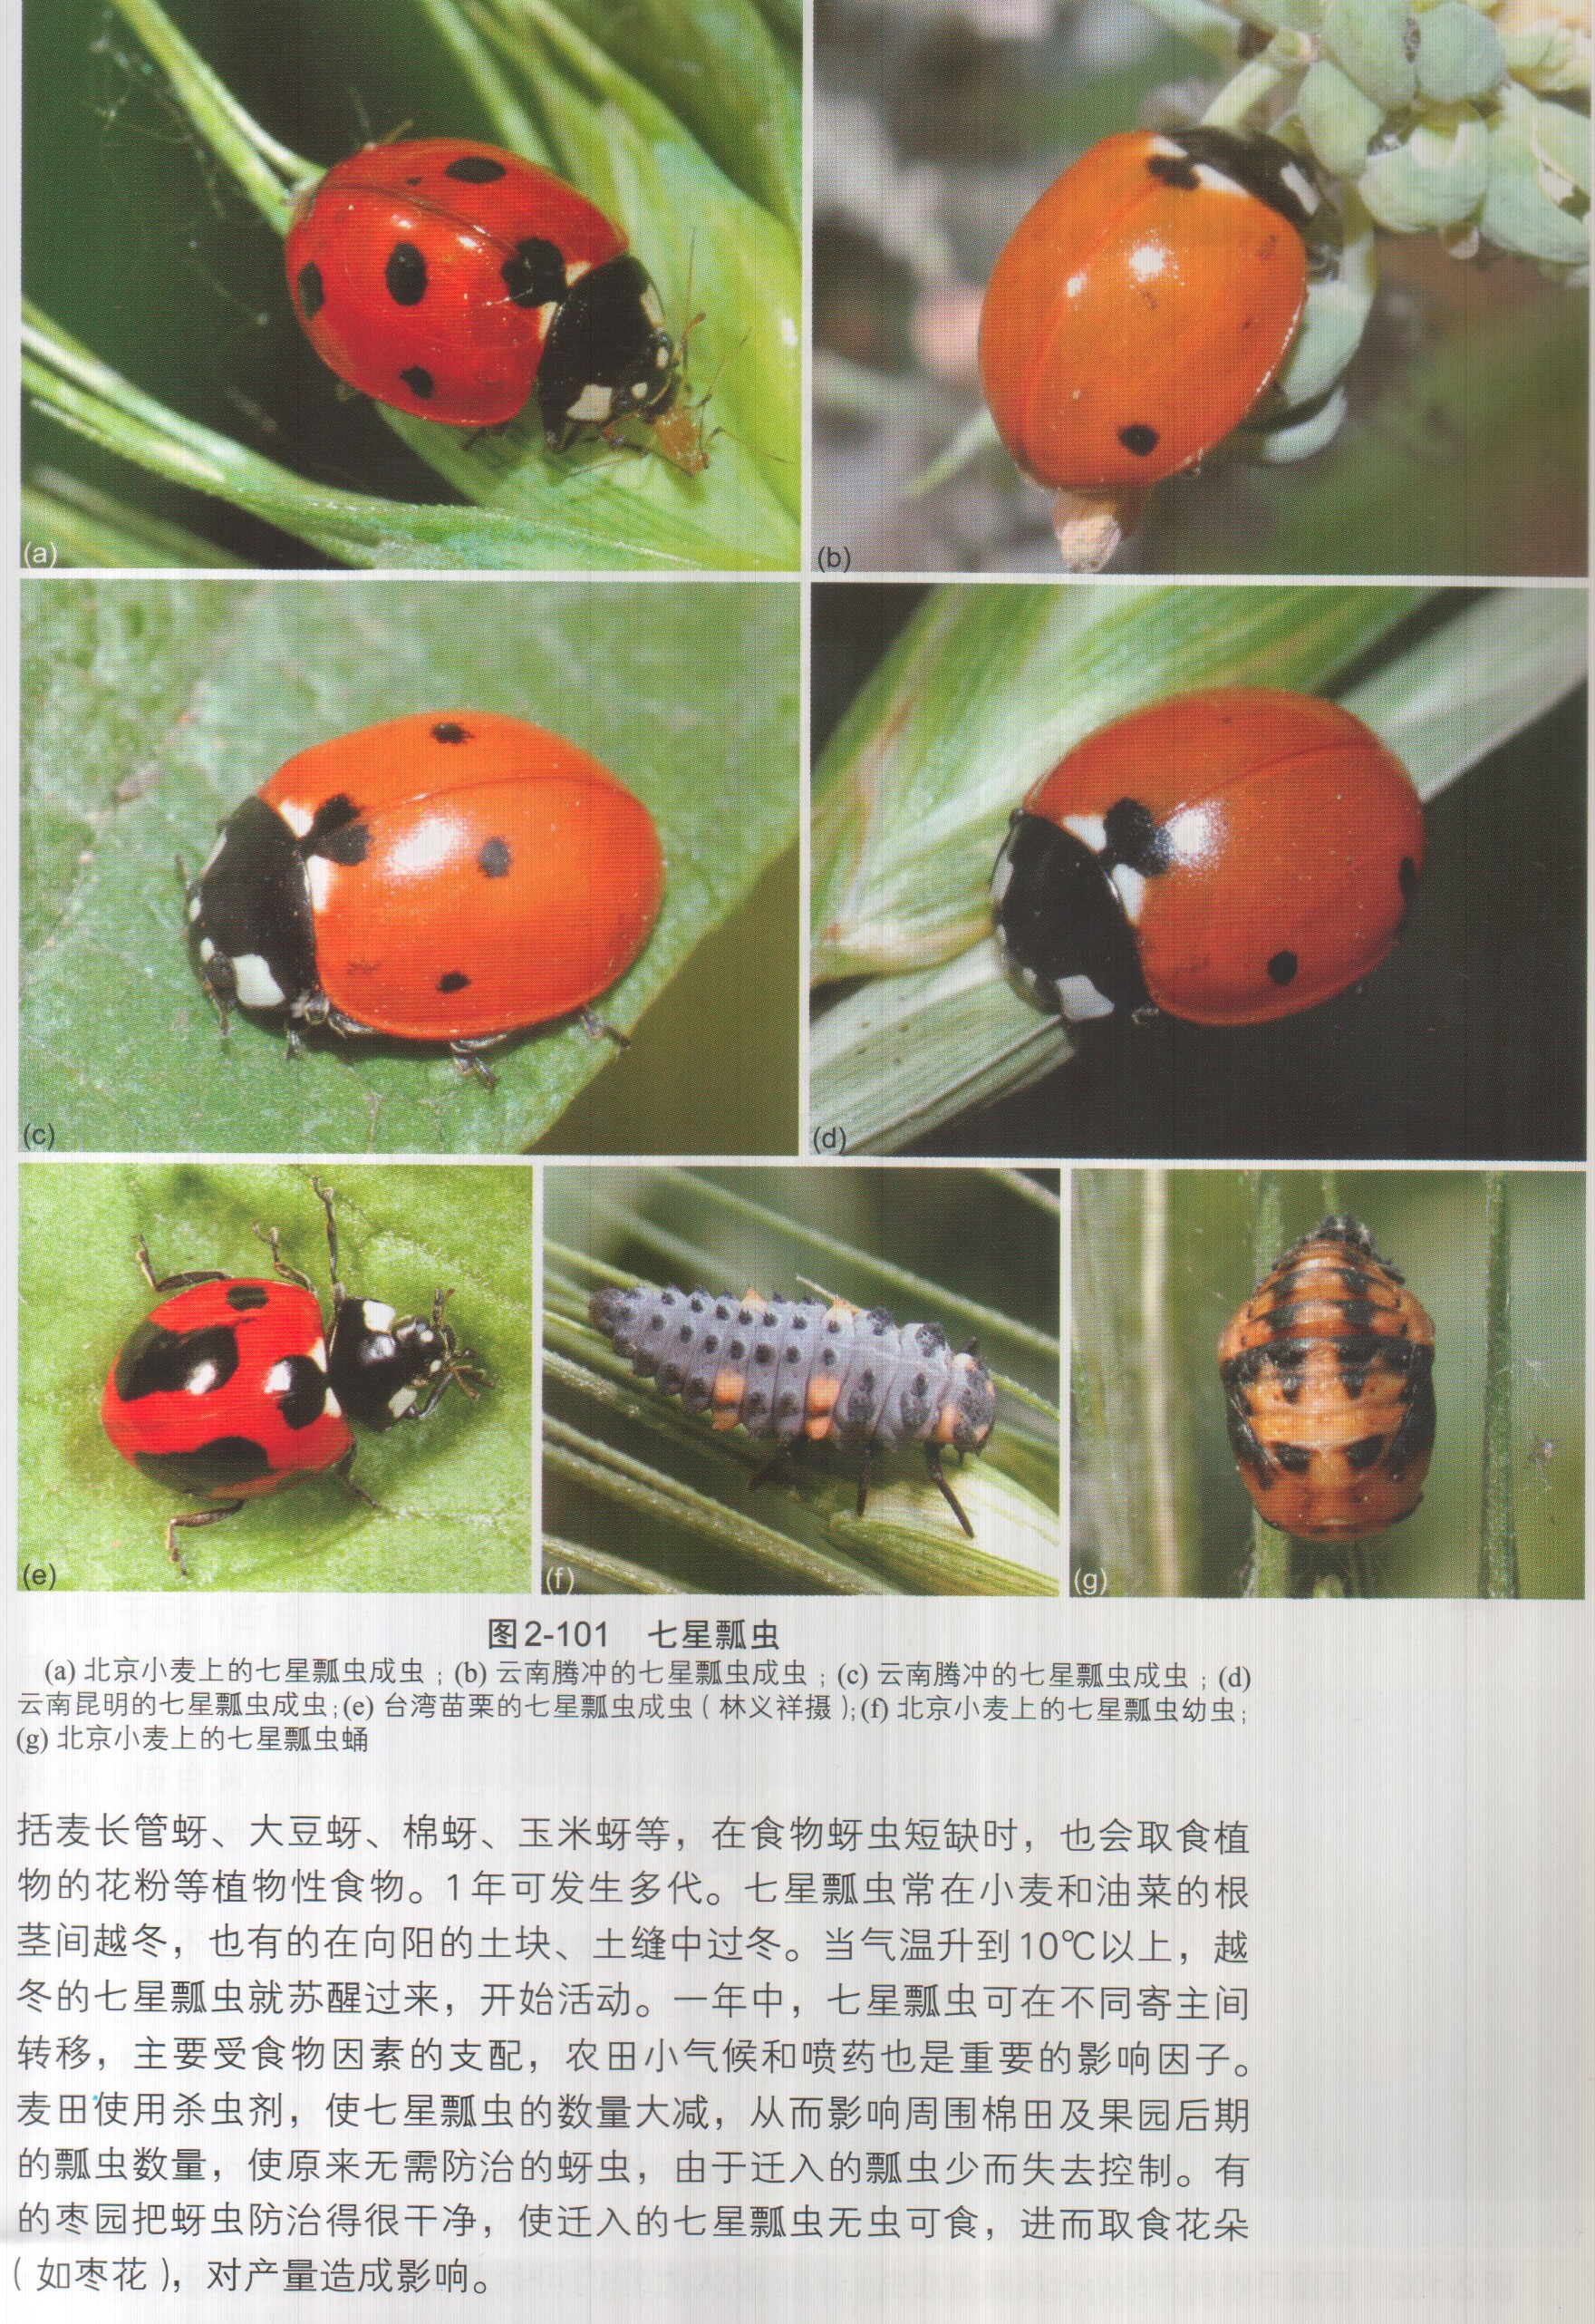 (a)
(b)
(c)
(d)
(e)
(f)
(g)
图2-101 七星瓢虫
(a) 北京小麦上的七星瓢虫成虫；(b) 云南腾冲的七星瓢虫成虫；(c) 云南腾冲的七星瓢虫成虫；(d)
云南昆明的七星瓢虫成虫；(e) 台湾苗栗的七星瓢虫成虫（林义祥摄）；(f) 北京小麦上的七星瓢虫幼虫；
(g) 北京小麦上的七星瓢虫蛹
括麦长管蚜、大豆蚜、棉蚜、玉米蚜等，在食物蚜虫短缺时，也会取食植
物的花粉等植物性食物。1年可发生多代。七星瓢虫常在小麦和油菜的根
茎间越冬，也有的在向阳的土块、土缝中过冬。当气温升到10℃以上，越
冬的七星瓢虫就苏醒过来，开始活动。一年中，七星瓢虫可在不同寄主间
转移，主要受食物因素的支配，农田小气候和喷药也是重要的影响因子。
麦田使用杀虫剂，使七星瓢虫的数量大减，从而影响周围棉田及果园后期
的瓢虫数量，使原来无需防治的蚜虫，由于迁入的瓢虫少而失去控制。有
的枣园把蚜虫防治得很干净，使迁入的七星瓢虫无虫可食，进而取食花朵
（如枣花），对产量造成影响。